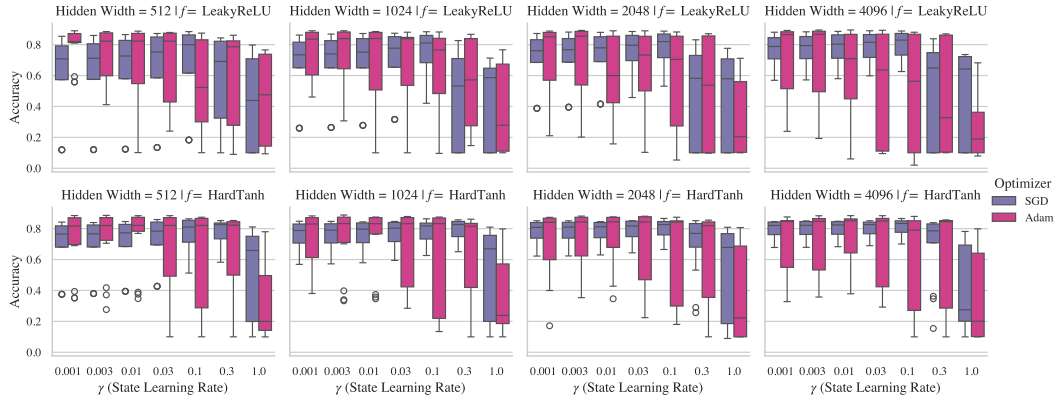 Hidden Width = 512 | f = LeakyReLU
Hidden Width = 1024 | f = LeakyReLU
Hidden Width = 2048 | f = LeakyReLU
Hidden Width = 4096 | f = LeakyReLU
Accuracy
0.8
0.6
0.4
0.2
0.0
Hidden Width = 512 | f = HardTanh
Hidden Width = 1024 | f = HardTanh
Hidden Width = 2048 | f = HardTanh
Hidden Width = 4096 | f = HardTanh
Accuracy
0.8
0.6
0.4
0.2
0.0
0.001 0.003 0.01 0.03 0.1 0.3 1.0
0.001 0.003 0.01 0.03 0.1 0.3 1.0
0.001 0.003 0.01 0.03 0.1 0.3 1.0
0.001 0.003 0.01 0.03 0.1 0.3 1.0
γ (State Learning Rate)
γ (State Learning Rate)
γ (State Learning Rate)
γ (State Learning Rate)
Optimizer
SGD
Adam